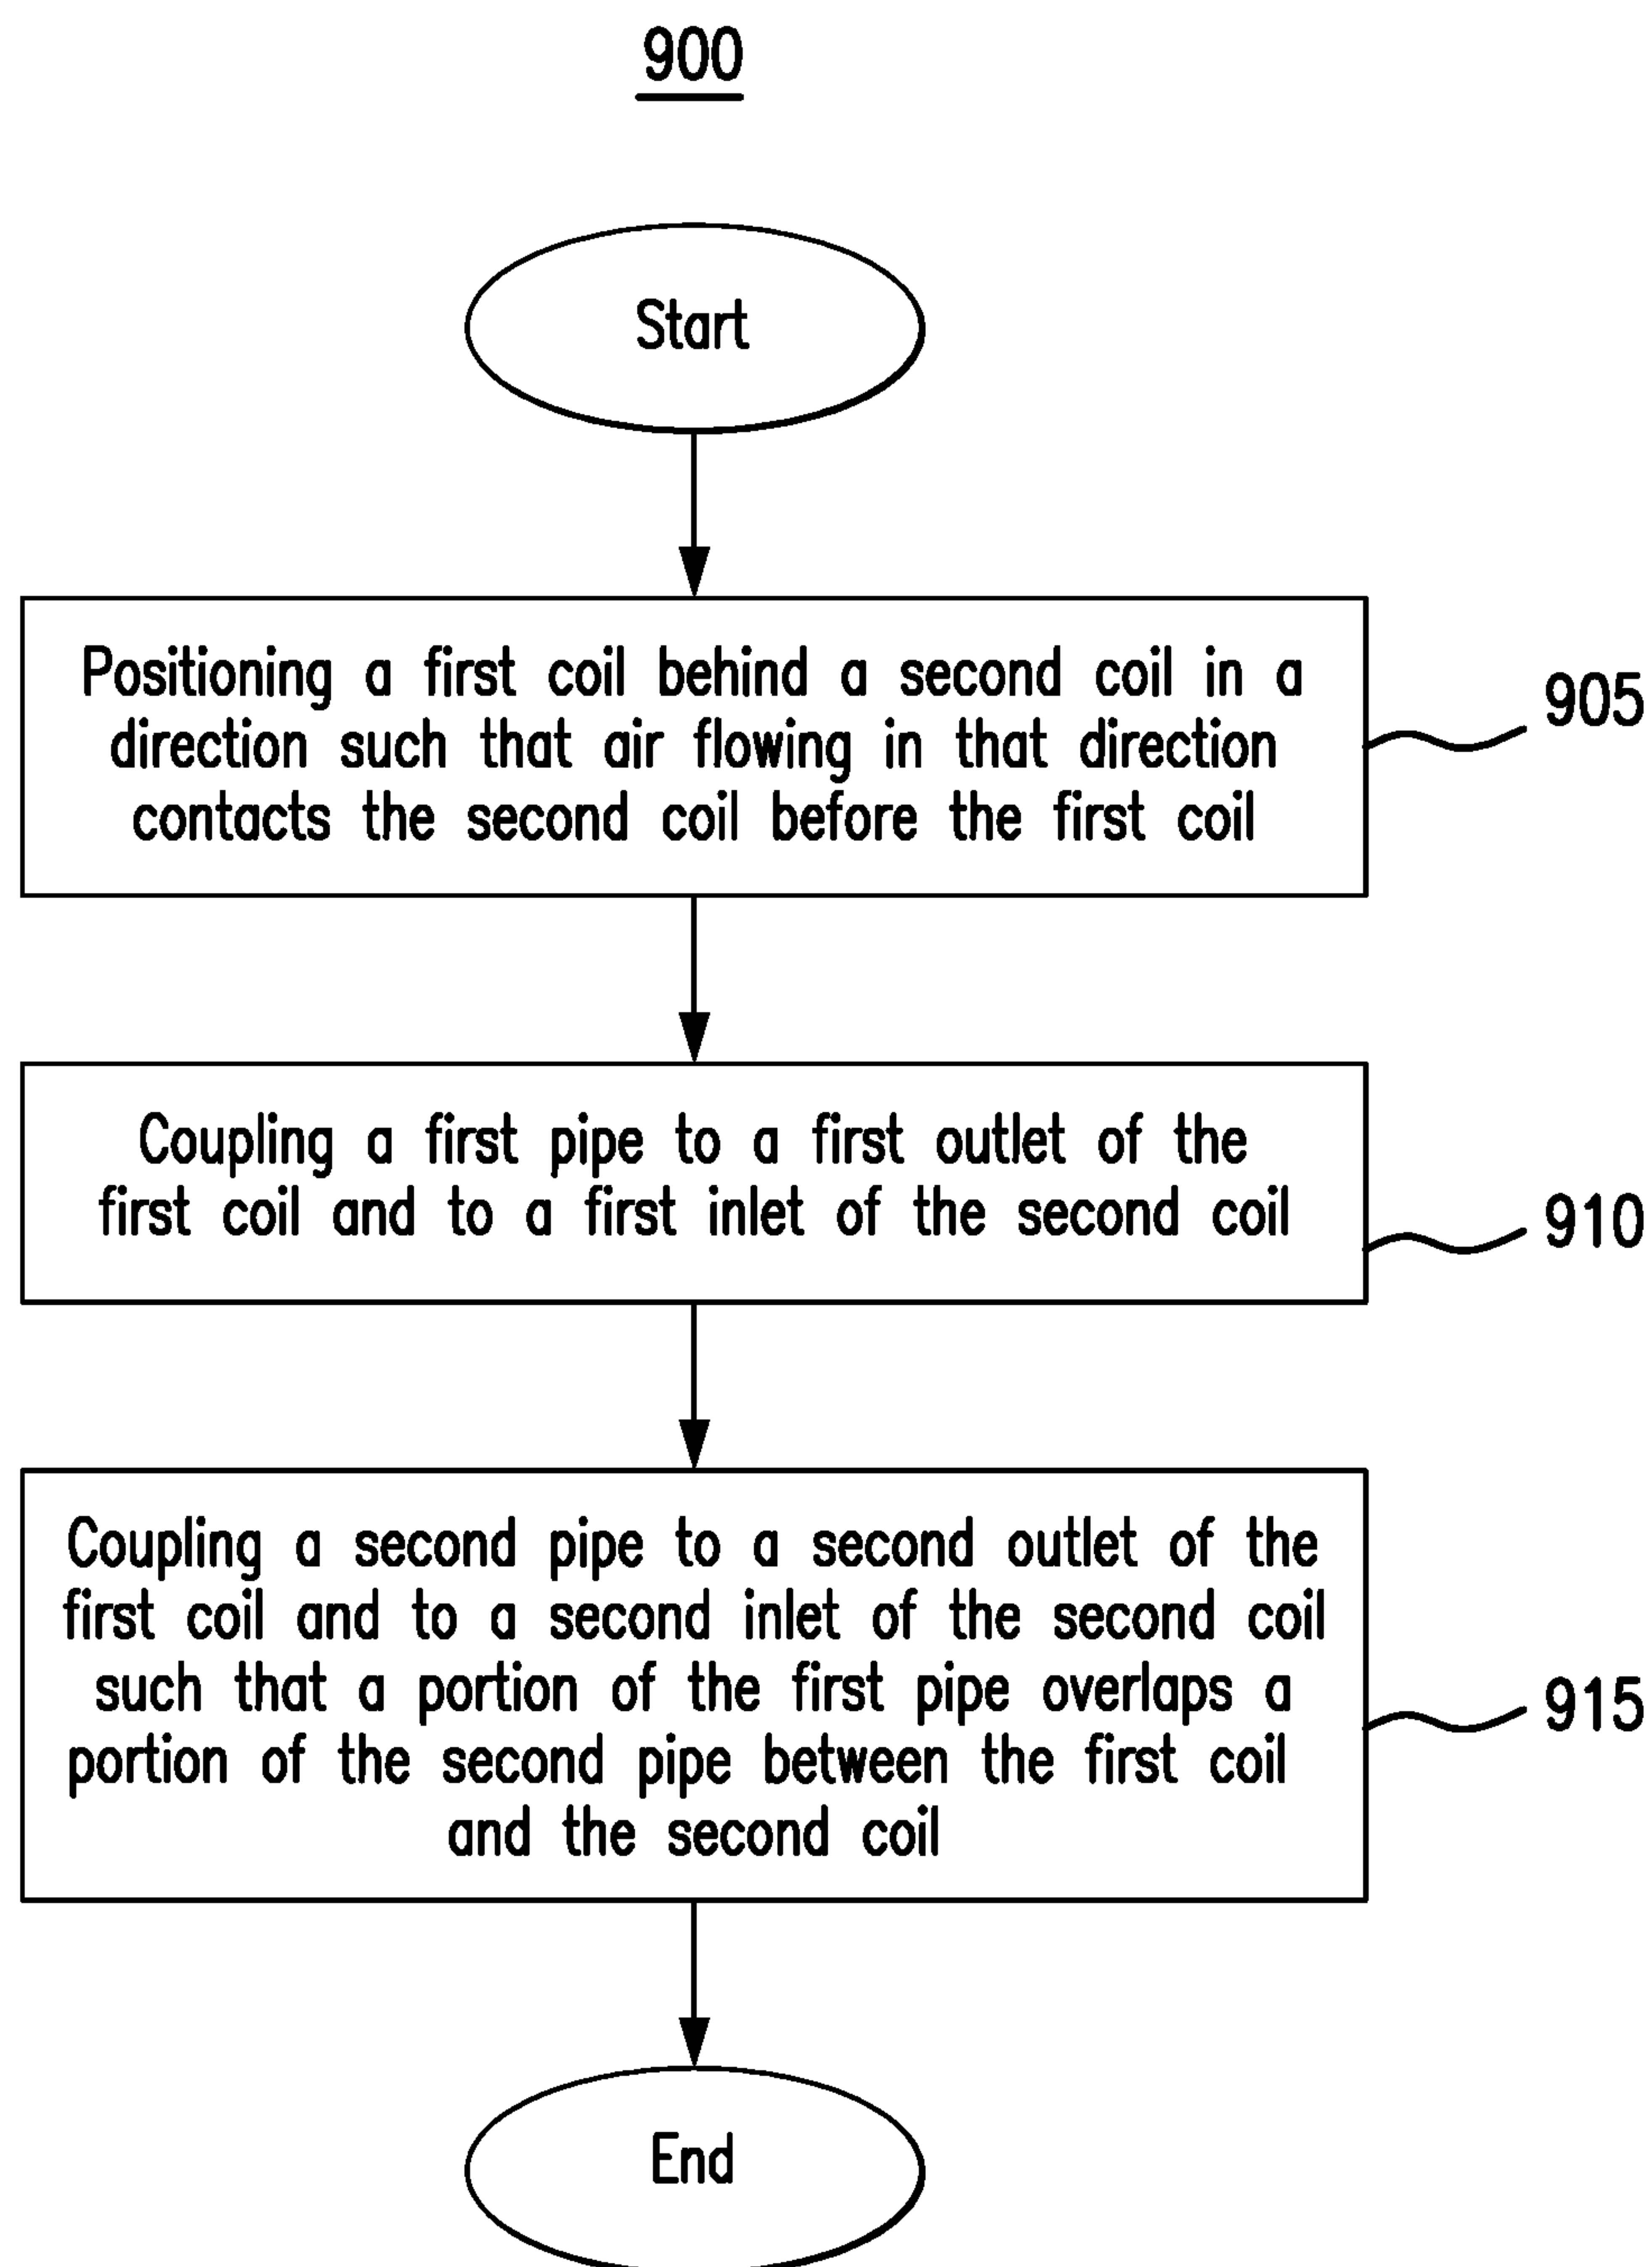 900
Start
Positioning a first coil behind a second coil in a
direction such that air flowing in that direction
contacts the second coil before the first coil
905
Coupling a first pipe to a first outlet of the
first coil and to a first inlet of the second coil
910
Coupling a second pipe to a second outlet of the
first coil and to a second inlet of the second coil
such that a portion of the first pipe overlaps a
portion of the second pipe between the first coil
and the second coil
915
End